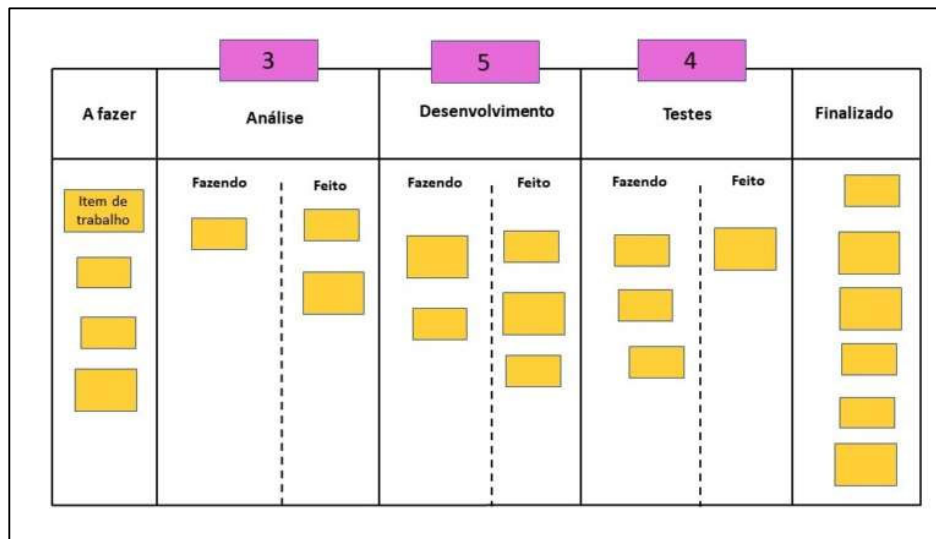 3
5
4
A fazer
Análise
Desenvolvimento
Testes
Finalizado
Fazendo
Feito
Fazendo
Feito
Fazendo
Feito
Item de
trabalho